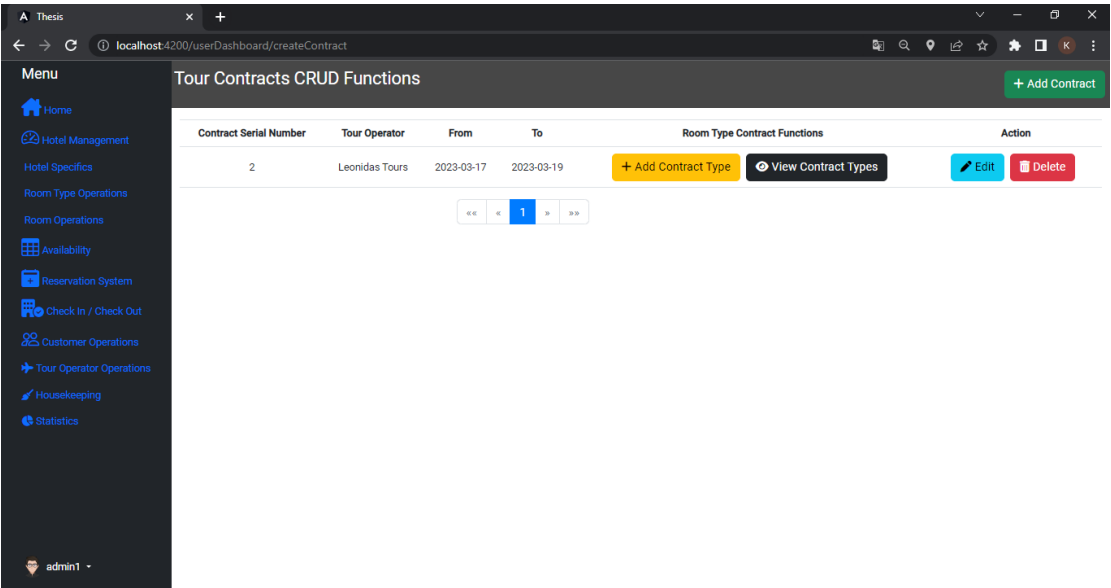 Thesis
localhost:4200/userDashboard/createContract
K
Menu
Home
Hotel Management
Hotel Specifics
Room Type Operations
Room Operations
Availability
Reservation System
Check In / Check Out
Customer Operations
Tour Operator Operations
Housekeeping
Statistics
admin1
Tour Contracts CRUD Functions
+ Add Contract
Contract Serial Number Tour Operator From To Room Type Contract Functions Action
2 Leonidas Tours 2023-03-17 2023-03-19 + Add Contract Type View Contract Types Edit Delete
«« « 1 » »»